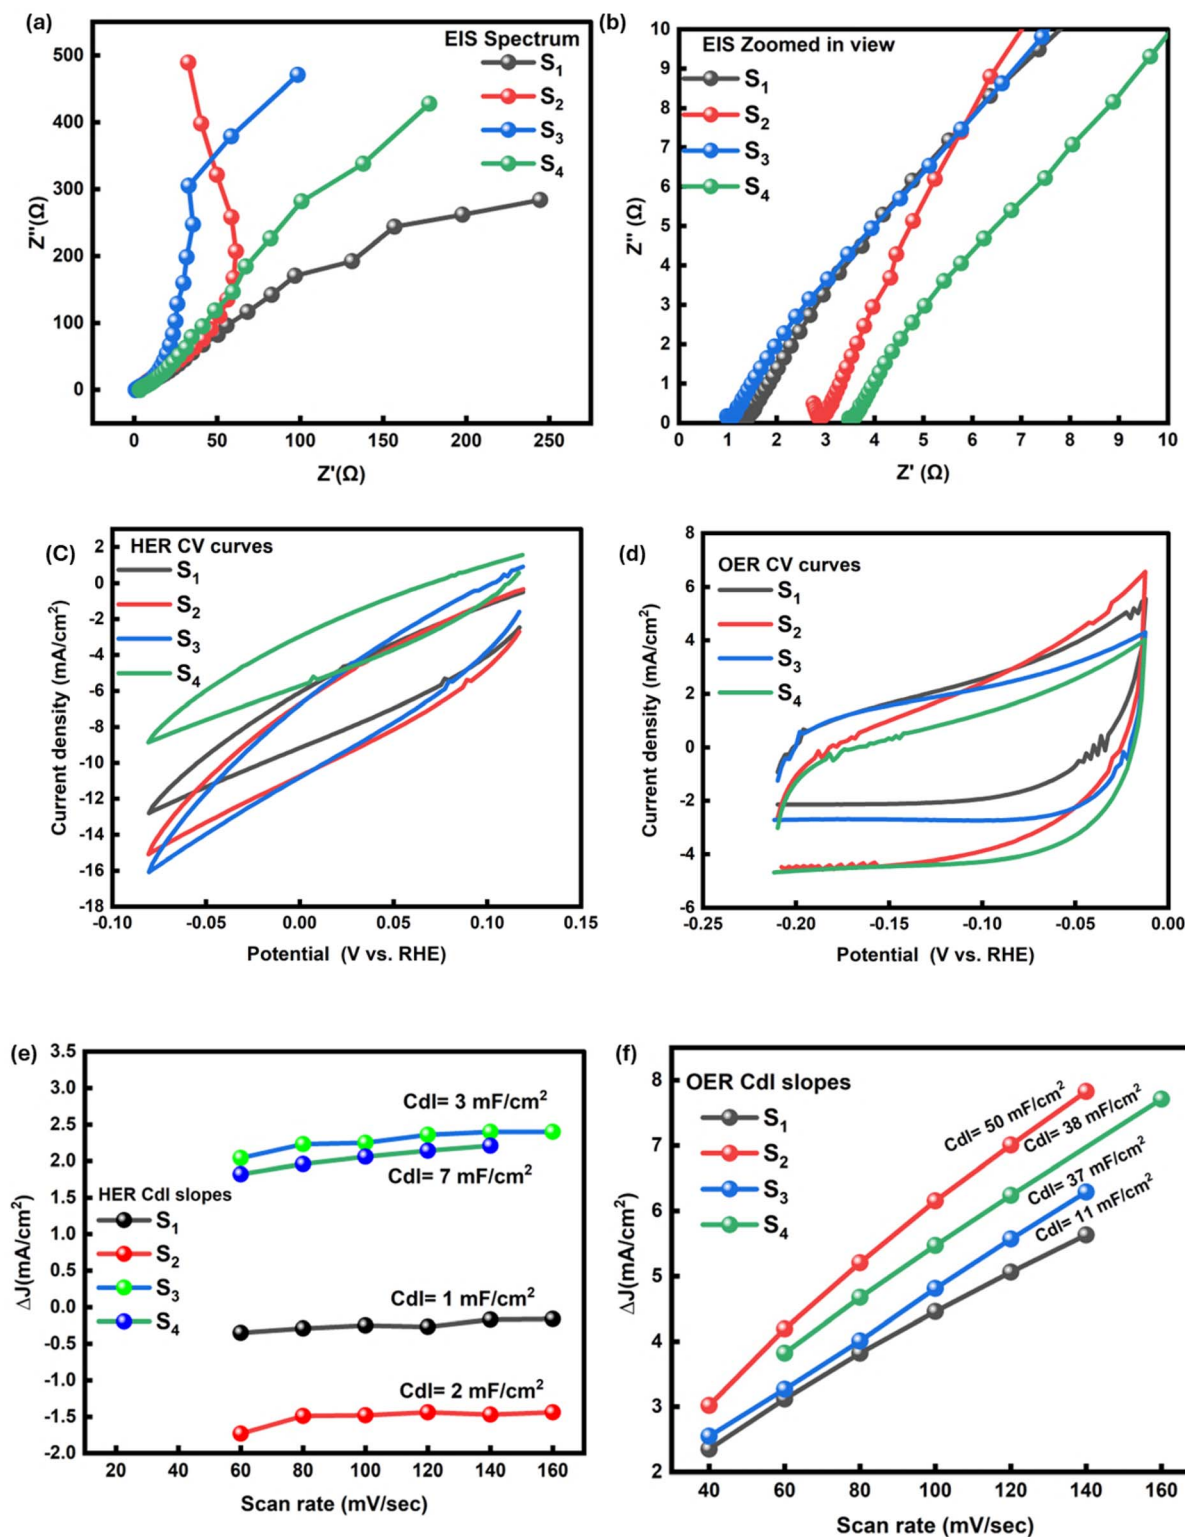 (a)
EIS Spectrum
S1
S2
S3
S4
500
400
300
200
100
0
Z''(Ω)
0 50 100 150 200 250
Z'(Ω)
(b)
EIS Zoomed in view
S1
S2
S3
S4
10
9
8
7
6
5
4
3
2
1
0
Z'' (Ω)
0 1 2 3 4 5 6 7 8 9 10
Z' (Ω)
(C)
HER CV curves
S1
S2
S3
S4
2
0
-2
-4
-6
-8
-10
-12
-14
-16
-18
Current density (mA/cm2)
-0.10 -0.05 0.00 0.05 0.10 0.15
Potential (V vs. RHE)
(d)
OER CV curves
S1
S2
S3
S4
8
6
4
2
0
-2
-4
-6
Current density (mA/cm2)
-0.25 -0.20 -0.15 -0.10 -0.05 0.00
Potential (V vs. RHE)
(e)
3.5
3.0
2.5
2.0
1.5
1.0
0.5
0.0
-0.5
-1.0
-1.5
-2.0
ΔJ(mA/cm2)
Cdl= 3 mF/cm2
Cdl= 7 mF/cm2
HER Cdl slopes
S1
S2
S3
S4
Cdl= 1 mF/cm2
Cdl= 2 mF/cm2
20 40 60 80 100 120 140 160
Scan rate (mV/sec)
(f)
OER Cdl slopes
S1
S2
S3
S4
8
7
6
5
4
3
2
ΔJ(mA/cm2)
Cdl= 50 mF/cm2
Cdl= 38 mF/cm2
Cdl= 37 mF/cm2
Cdl= 11 mF/cm2
40 60 80 100 120 140 160
Scan rate (mV/sec)